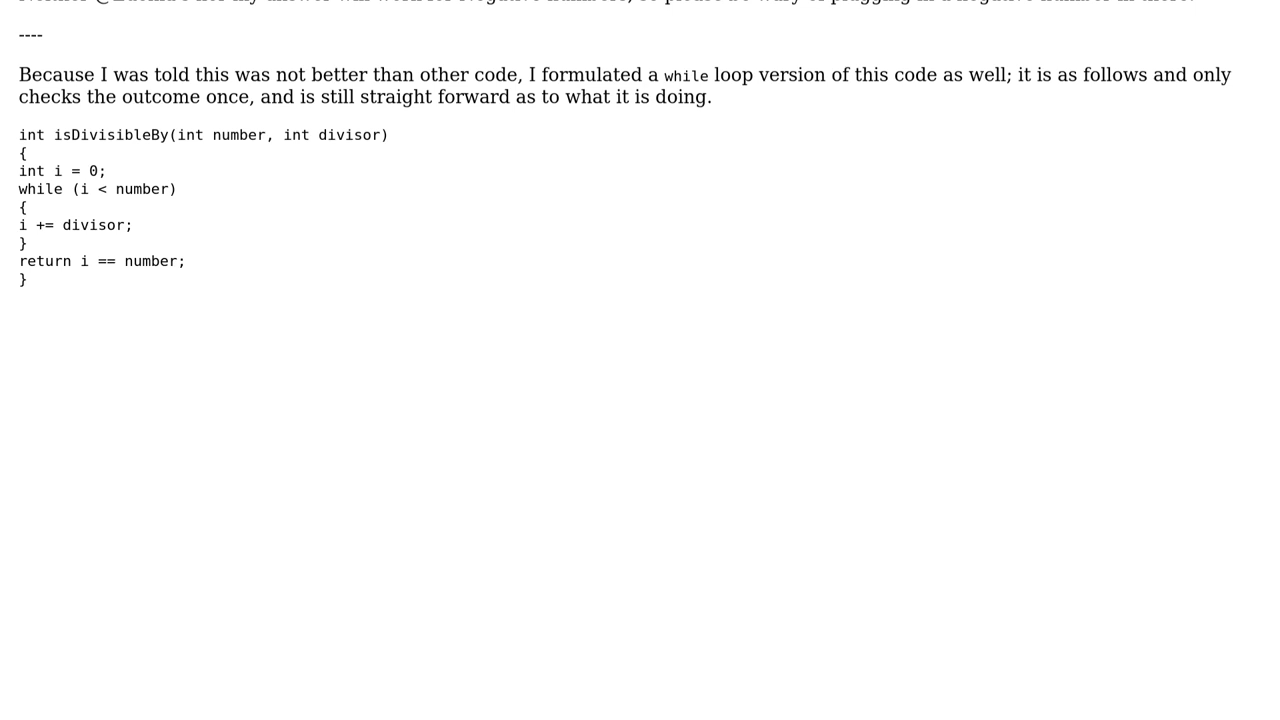 ----
Because I was told this was not better than other code, I formulated a while loop version of this code as well; it is as follows and only
checks the outcome once, and is still straight forward as to what it is doing.
int isDivisibleBy(int number, int divisor)
{
int i = 0;
while (i < number)
{
i += divisor;
}
return i == number;
}